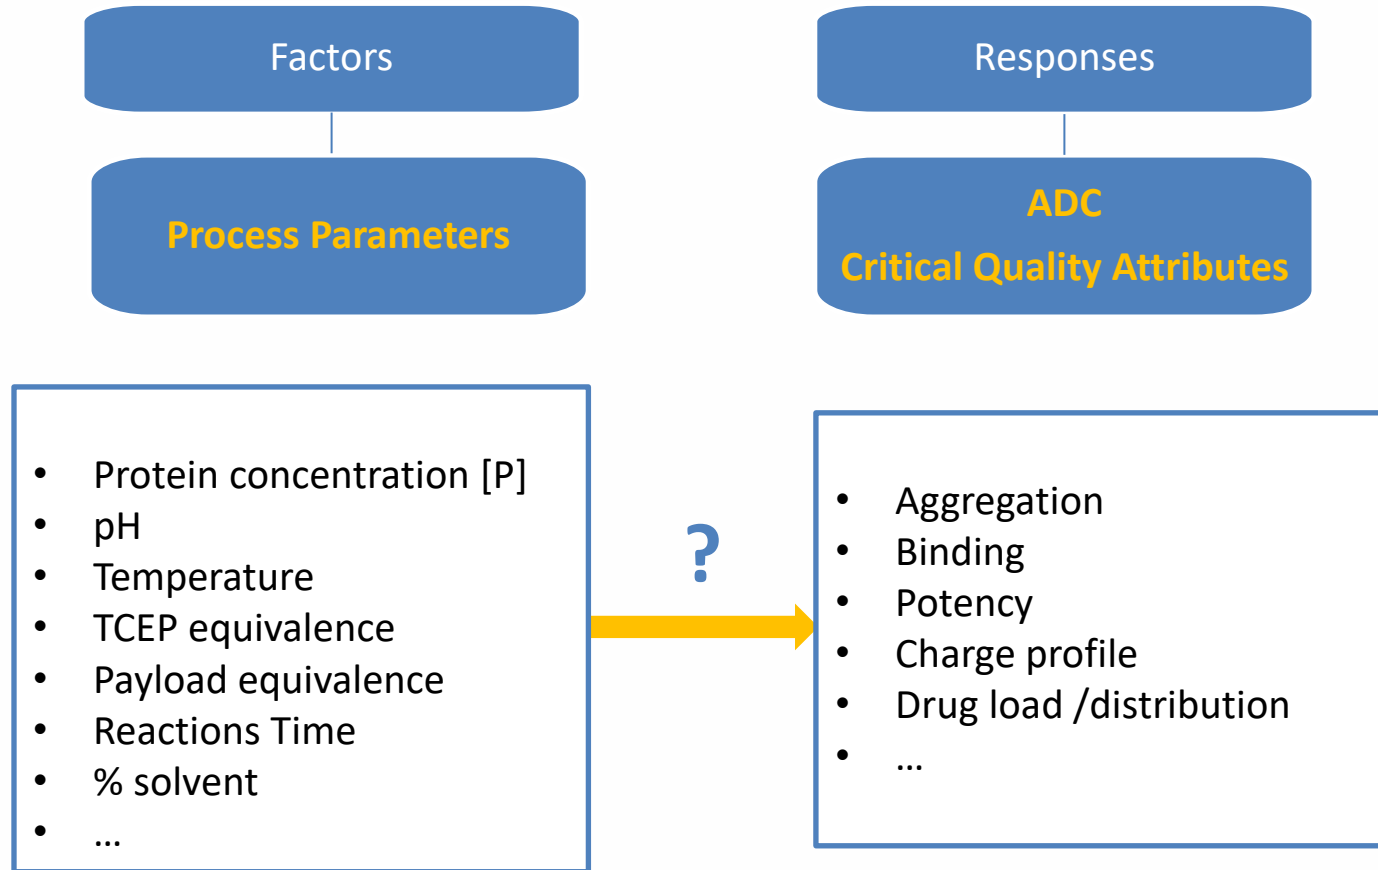 Factors
Responses
Process Parameters
ADC
Critical Quality Attributes
• Protein concentration [P]
• pH
• Temperature
• TCEP equivalence
• Payload equivalence
• Reactions Time
• % solvent
• ...
?
• Aggregation
• Binding
• Potency
• Charge profile
• Drug load /distribution
• ...